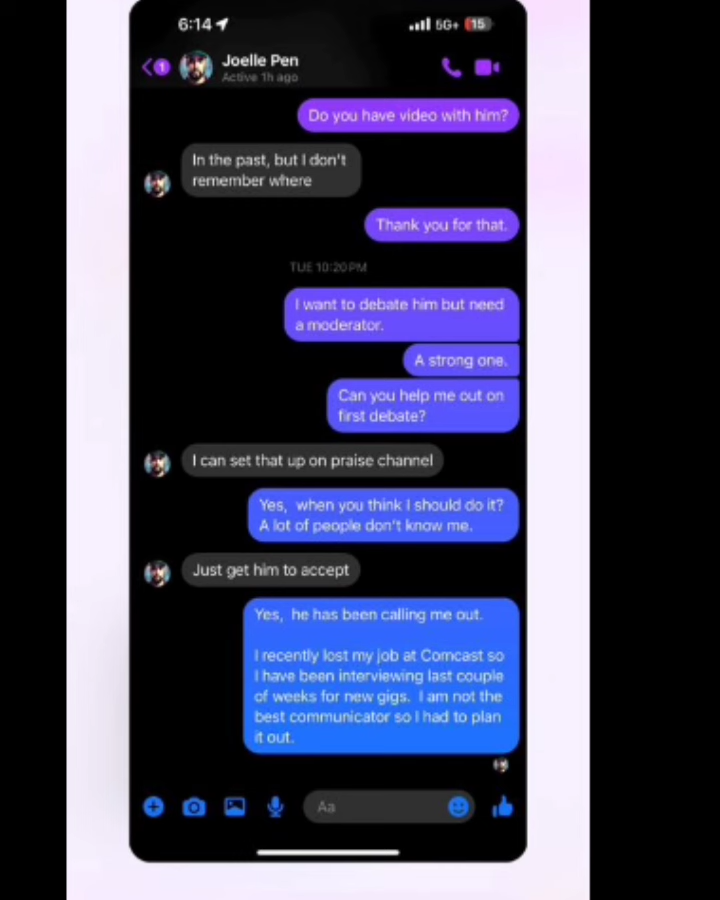 6:14
5G+
15
1
Joelle Pen
Active 1h ago
Do you have video with him?
In the past, but I don't
remember where
Thank you for that.
TUE 10:20 PM
I want to debate him but need
a moderator.
A strong one.
Can you help me out on
first debate?
I can set that up on praise channel
Yes,  when you think I should do it?
A lot of people don't know me.
Just get him to accept
Yes,  he has been calling me out.
I recently lost my job at Comcast so
I have been interviewing last couple
of weeks for new gigs.  I am not the
best communicator so I had to plan
it out.
Aa